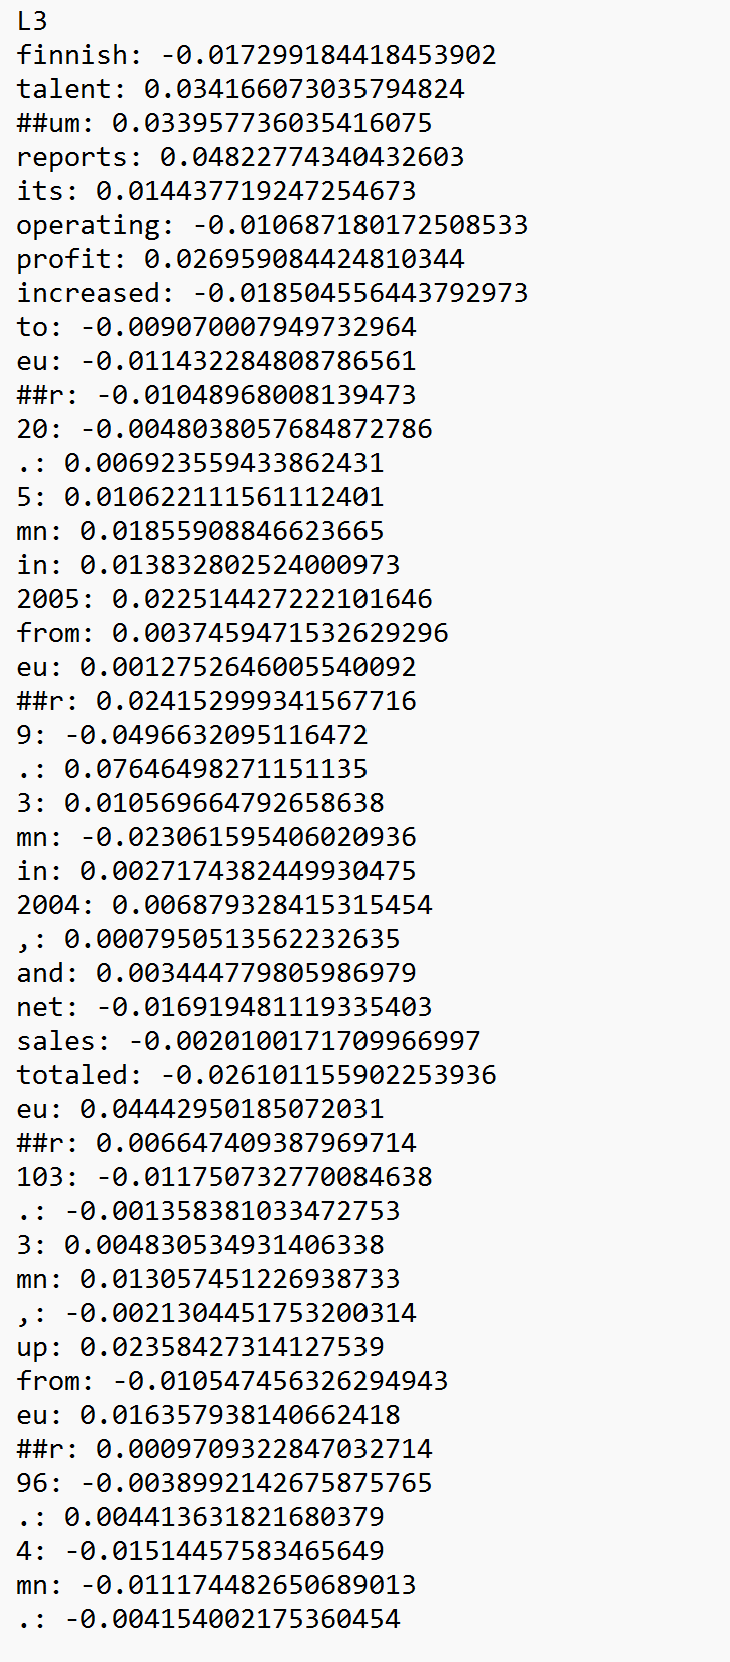 L3
finnish: -0.017299184418453902
talent: 0.034166073035794824
##um: 0.033957736035416075
reports: 0.04822774340432603
its: 0.014437719247254673
operating: -0.010687180172508533
profit: 0.026959084424810344
increased: -0.018504556443792973
to: -0.009070007949732964
eu: -0.011432284808786561
##r: -0.01048968008139473
20: -0.0048038057684872786
.: 0.006923559433862431
5: 0.010622111561112401
mn: 0.01855908846623665
in: 0.013832802524000973
2005: 0.022514427222101646
from: 0.0037459471532629296
eu: 0.0012752646005540092
##r: 0.024152999341567716
9: -0.0496632095116472
.: 0.07646498271151135
3: 0.010569664792658638
mn: -0.023061595406020936
in: 0.0027174382449930475
2004: 0.006879328415315454
,: 0.0007950513562232635
and: 0.003444779805986979
net: -0.016919481119335403
sales: -0.0020100171709966997
totaled: -0.026101155902253936
eu: 0.04442950185072031
##r: 0.006647409387969714
103: -0.011750732770084638
.: -0.001358381033472753
3: 0.004830534931406338
mn: 0.013057451226938733
,: -0.0021304451753200314
up: 0.02358427314127539
from: -0.010547456326294943
eu: 0.016357938140662418
##r: 0.0009709322847032714
96: -0.0038992142675875765
.: 0.004413631821680379
4: -0.01514457583465649
mn: -0.011174482650689013
.: -0.004154002175360454